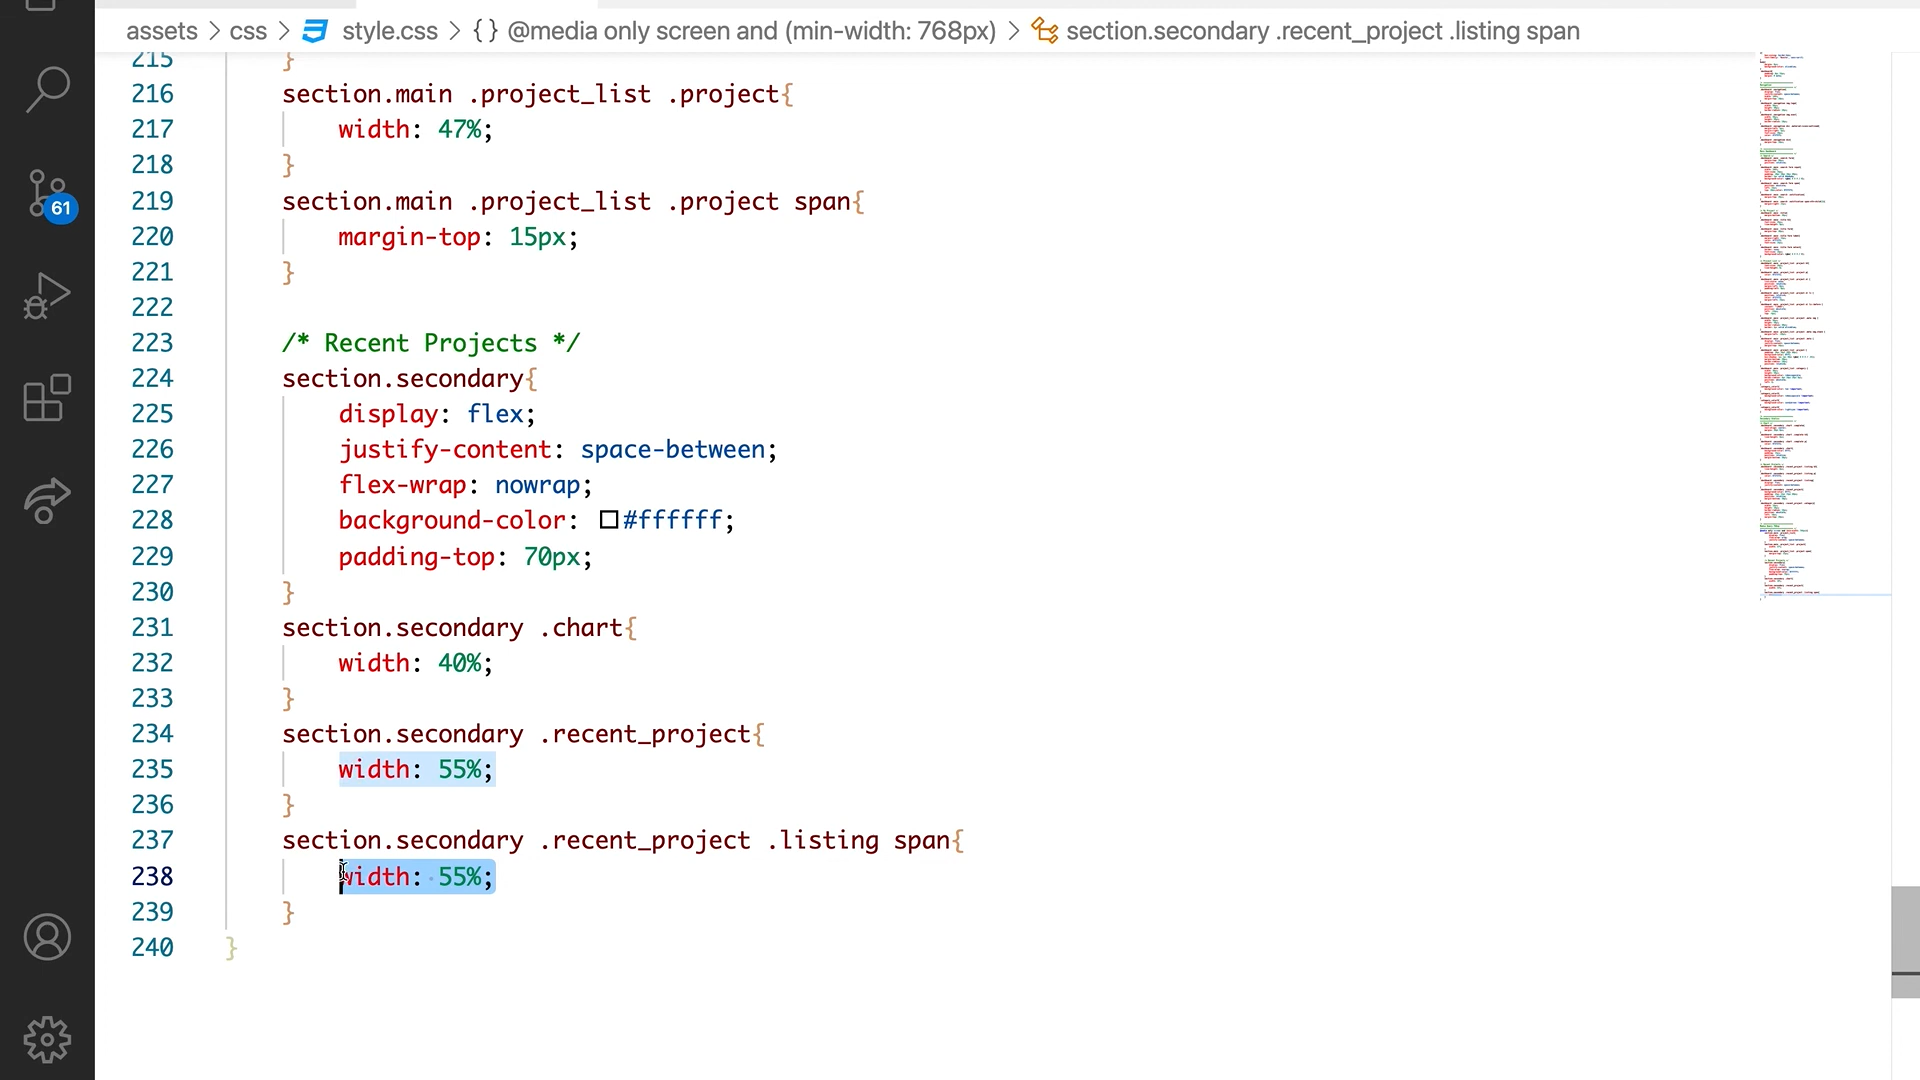 assets > css > style.css > {} @media only screen and (min-width: 768px) > section.secondary .recent_project .listing span
215 }
216 section.main .project_list .project{
217 width: 47%;
218 }
219 section.main .project_list .project span{
220 margin-top: 15px;
221 }
222
223 /* Recent Projects */
224 section.secondary{
225 display: flex;
226 justify-content: space-between;
227 flex-wrap: nowrap;
228 background-color: #ffffff;
229 padding-top: 70px;
230 }
231 section.secondary .chart{
232 width: 40%;
233 }
234 section.secondary .recent_project{
235 width: 55%;
236 }
237 section.secondary .recent_project .listing span{
238 width: 55%;
239 }
240 }
61